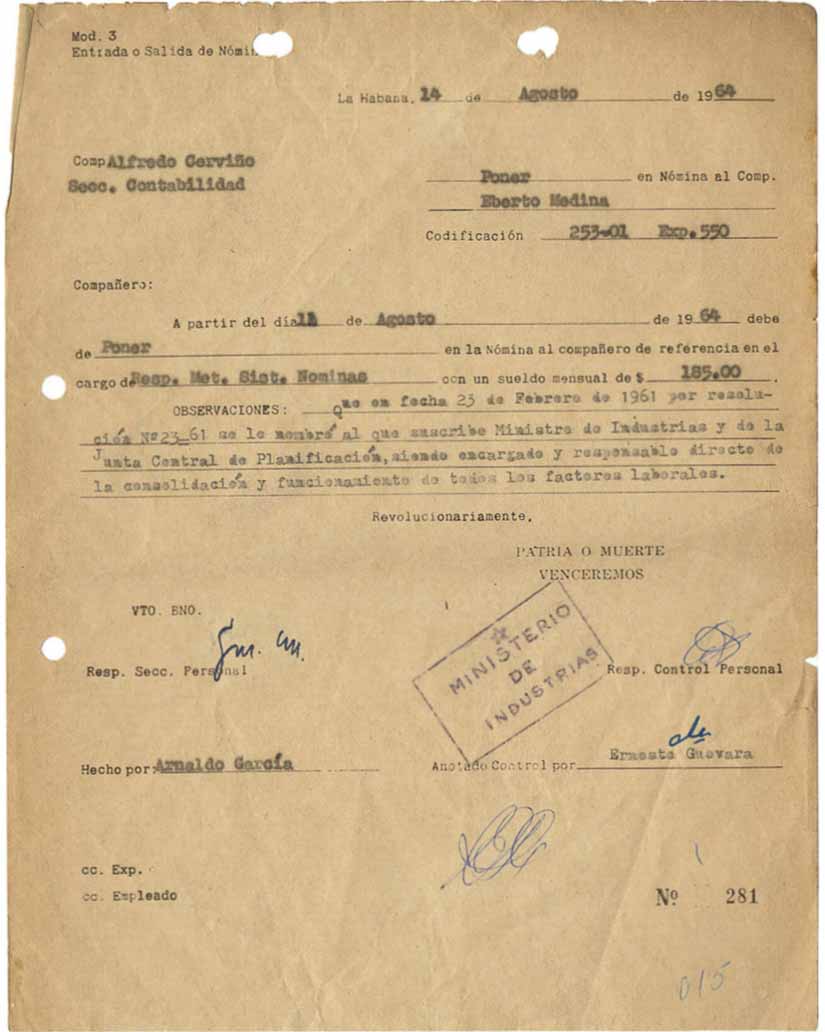 Mod. 3
Entrada o Salida de Nómin
La Habana, 14 de Agosto de 1964
Comp Alfredo Cerviño
Secc. Contabilidad
Poner en Nómina al Comp.
Eberto Medina
Codificación 253-01 Exp. 550
Compañero:
A partir del día 11 de Agosto de 1964 debe
de Poner en la Nómina al compañero de referencia en el
cargo de Resp. Met. Sist. Nominas con un sueldo mensual de $ 185.00 .
OBSERVACIONES: Que en fecha 23 de Febrero de 1961 por resolu-
ción Nº23-61 se le nombró al que suscribe Ministro de Industrias y de la
Junta Central de Planificación, siendo encargado y responsable directo de
la consolidación y funcionamiento de todos los factores laborales.
Revolucionariamente,
PATRIA O MUERTE
VENCEREMOS
VTO. BNO.
MINISTERIO
DE
INDUSTRIAS
Resp. Secc. Personal
Resp. Control Personal
Hecho por: Arnaldo García
Anotado Control por
Ernesto Guevara
cc. Exp.
cc. Empleado
Nº 281
015